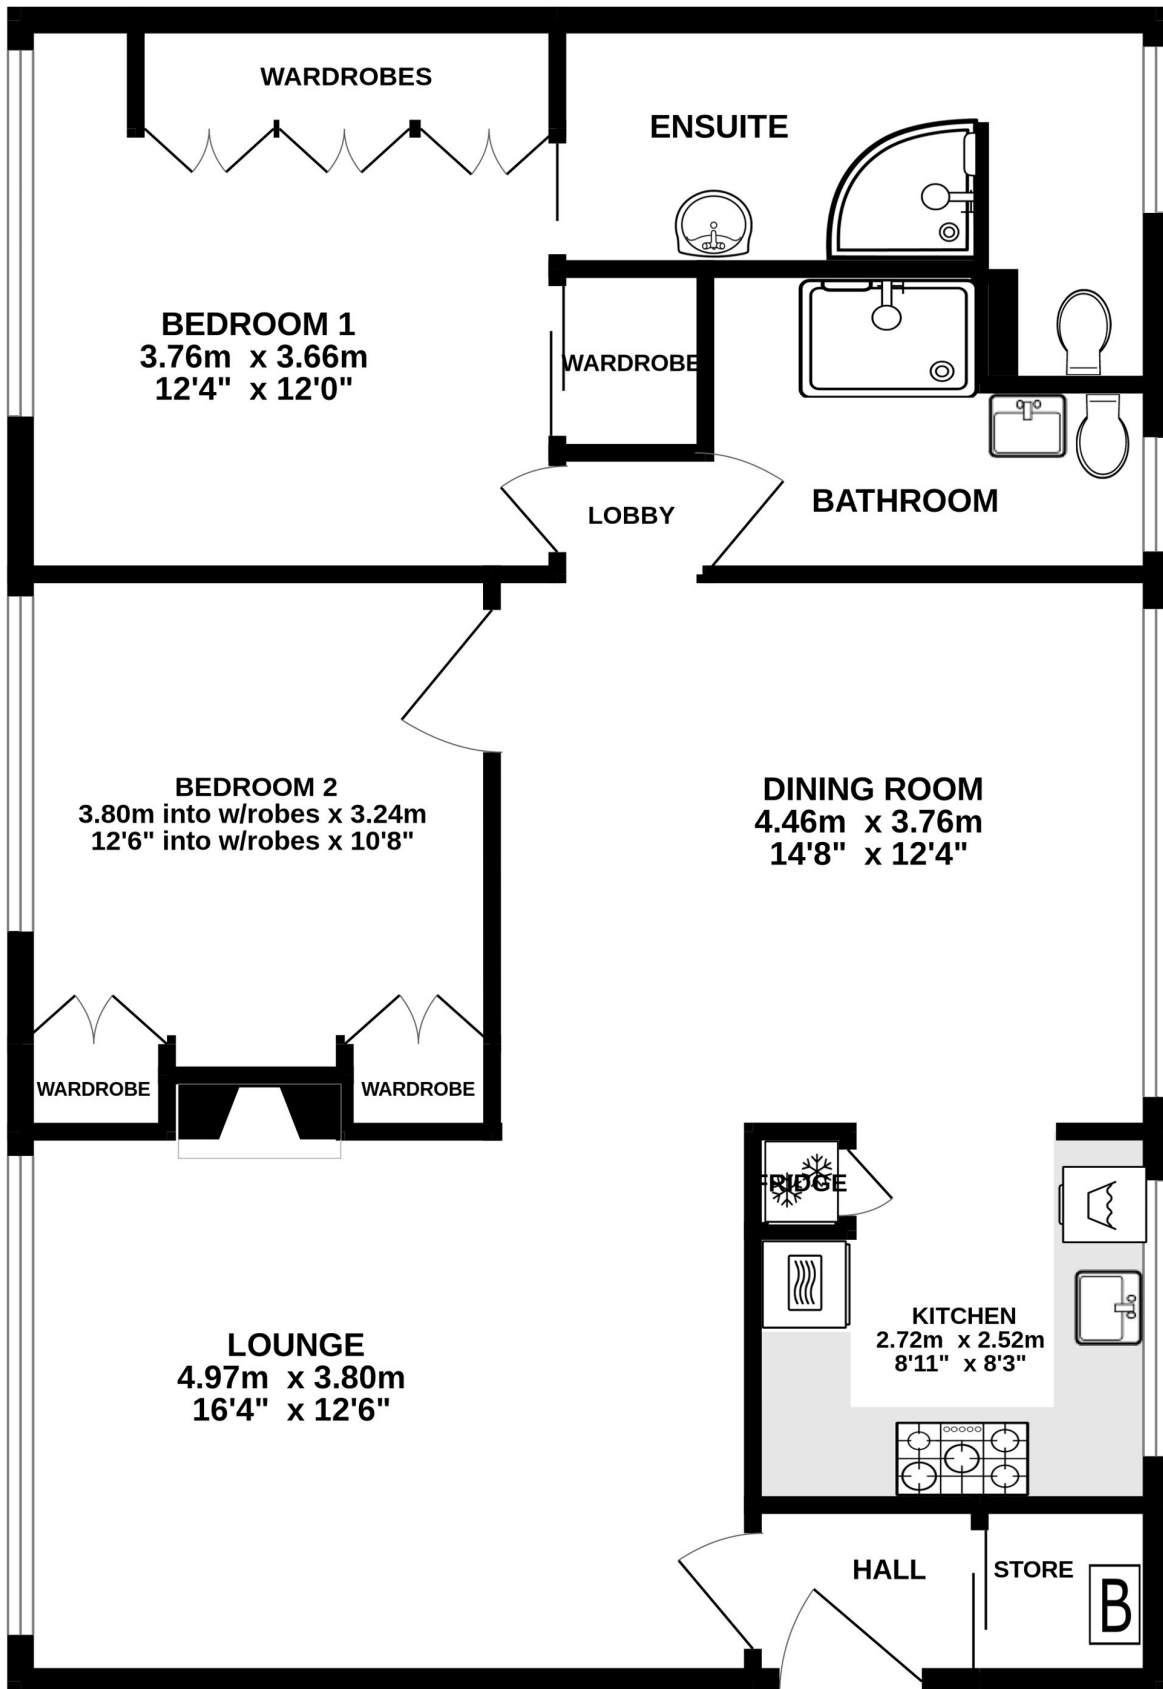 WARDROBES
ENSUITE
BEDROOM 1
3.76m x 3.66m
12'4" x 12'0"
WARDROBE
LOBBY
BATHROOM
BEDROOM 2
3.80m into w/robes x 3.24m
12'6" into w/robes x 10'8"
DINING ROOM
4.46m x 3.76m
14'8" x 12'4"
WARDROBE
WARDROBE
FRIDGE
KITCHEN
2.72m x 2.52m
8'11" x 8'3"
LOUNGE
4.97m x 3.80m
16'4" x 12'6"
HALL
STORE
B